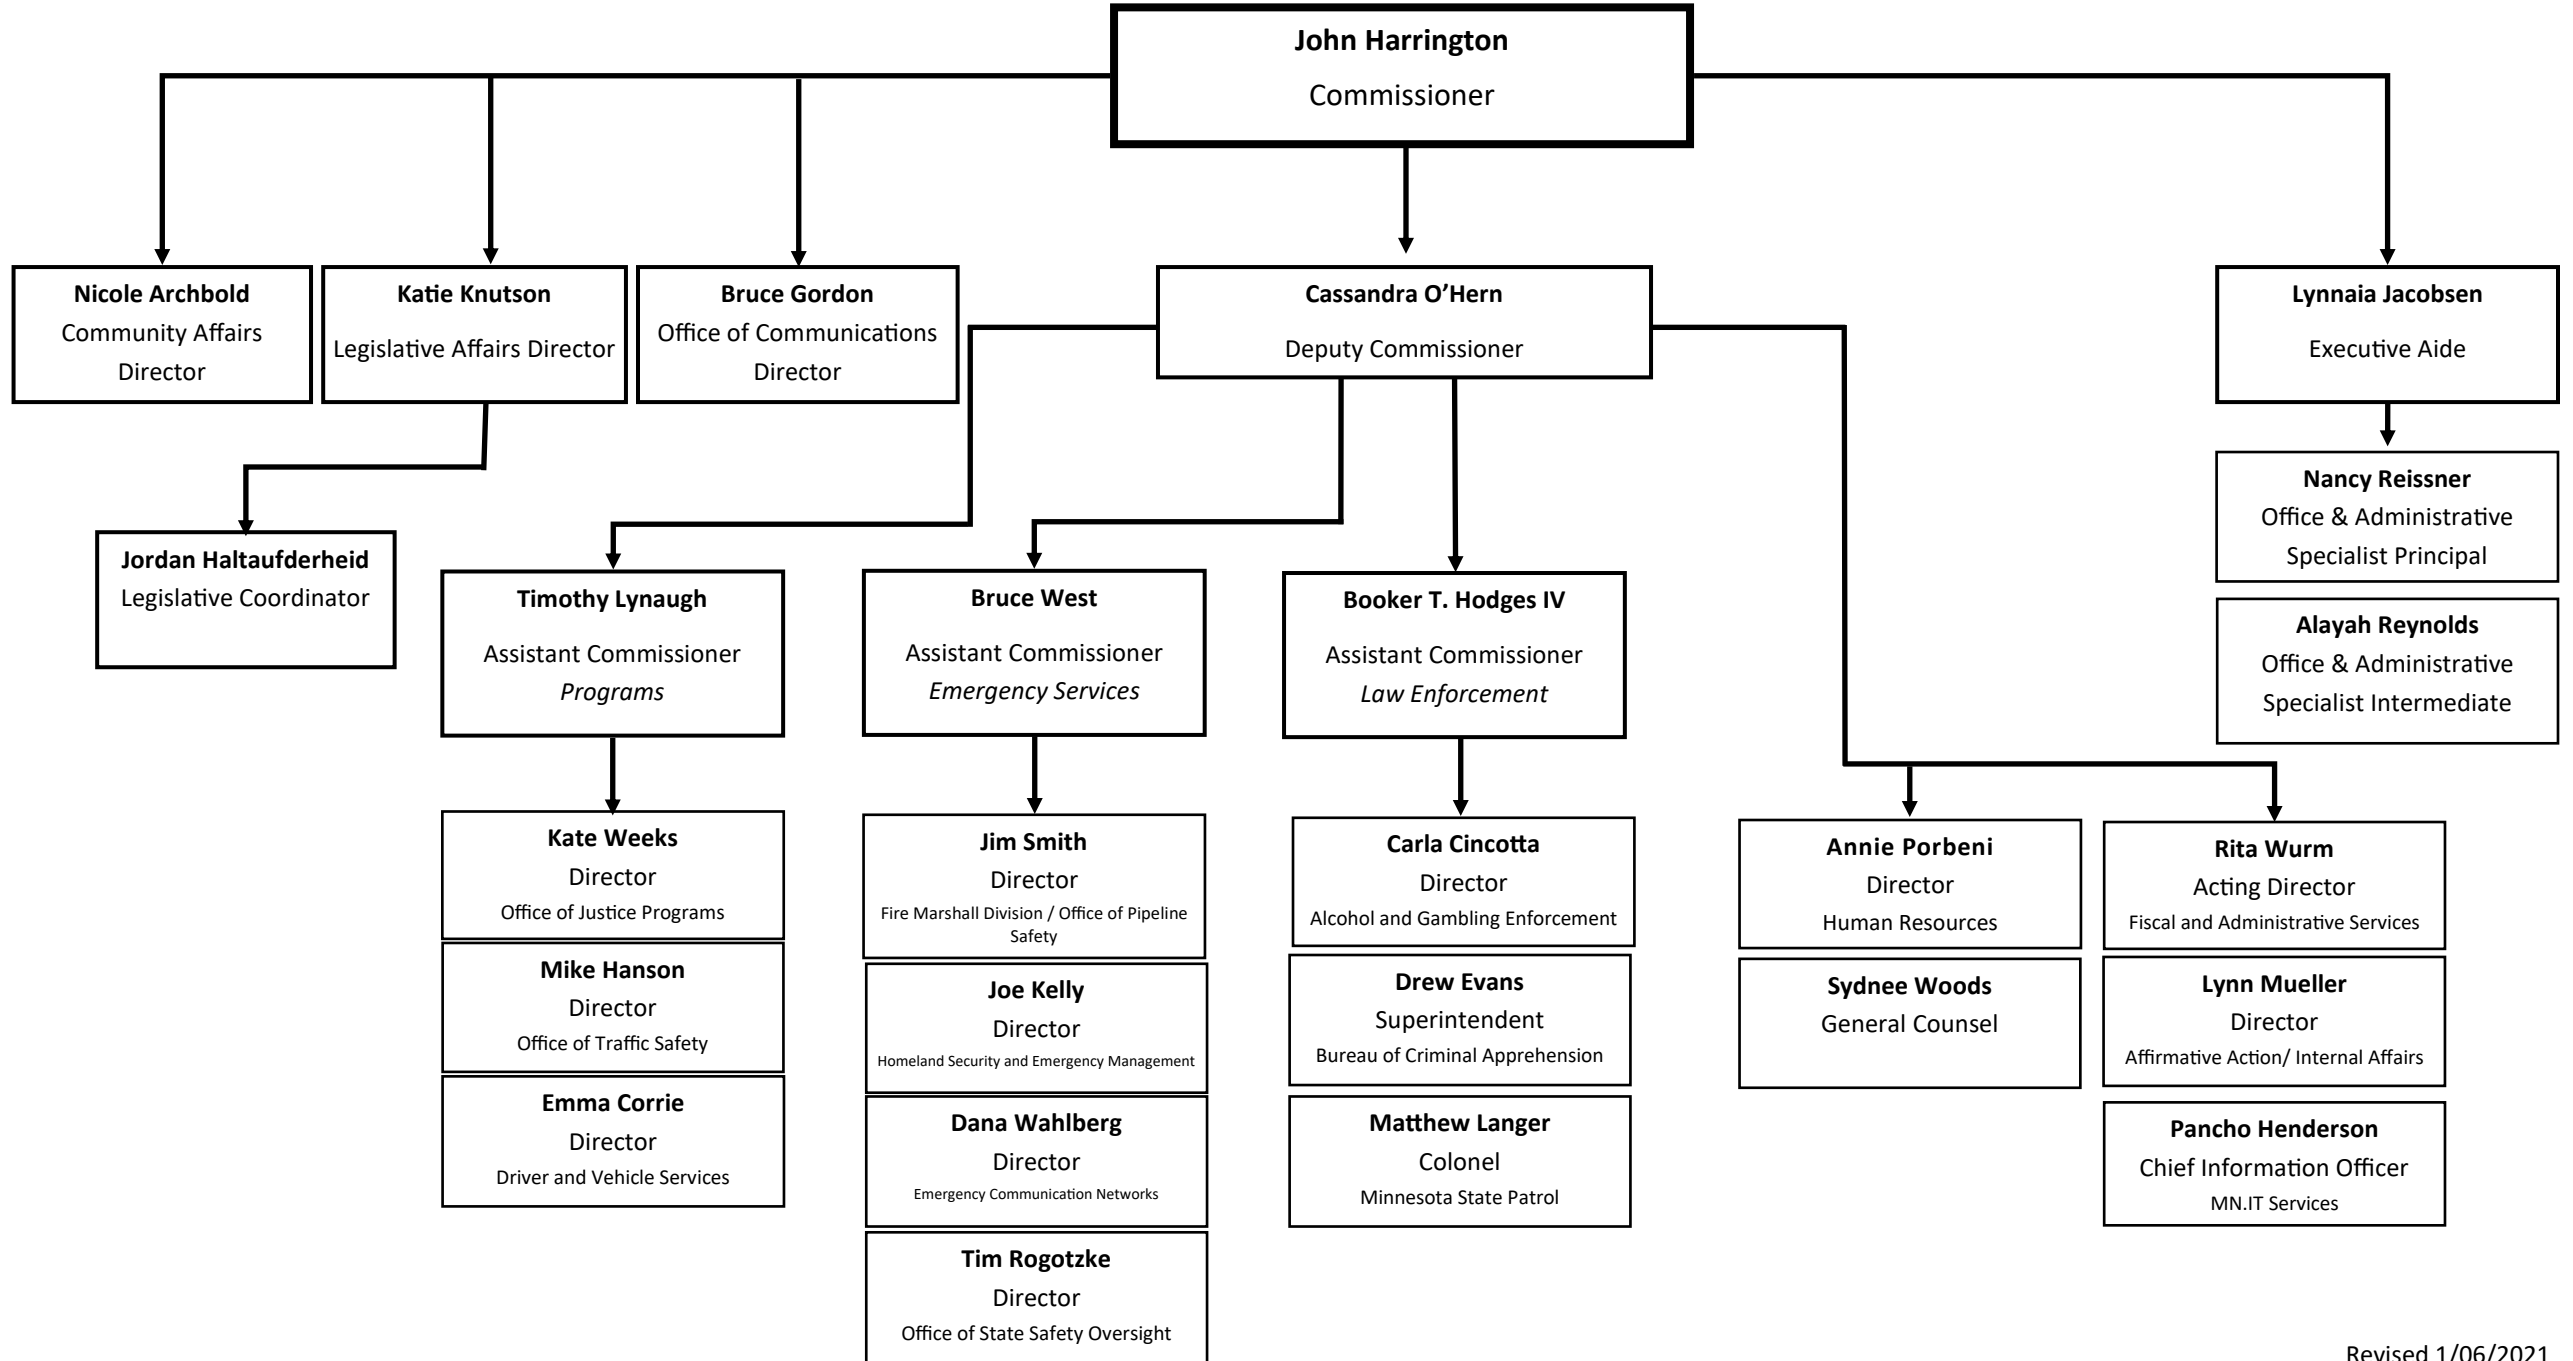 John Harrington
Commissioner
Nicole Archbold
Community Affairs
Director
Katie Knutson
Legislative Affairs Director
Bruce Gordon
Office of Communications
Director
Cassandra O’Hern
Deputy Commissioner
Lynnaia Jacobsen
Executive Aide
Nancy Reissner
Office & Administrative
Specialist Principal
Alayah Reynolds
Office & Administrative
Specialist Intermediate
Jordan Haltaufderheid
Legislative Coordinator
Timothy Lynaugh
Assistant Commissioner
Programs
Bruce West
Assistant Commissioner
Emergency Services
Booker T. Hodges IV
Assistant Commissioner
Law Enforcement
Kate Weeks
Director
Office of Justice Programs
Mike Hanson
Director
Office of Traffic Safety
Emma Corrie
Director
Driver and Vehicle Services
Jim Smith
Director
Fire Marshall Division / Office of Pipeline
Safety
Joe Kelly
Director
Homeland Security and Emergency Management
Dana Wahlberg
Director
Emergency Communication Networks
Tim Rogotzke
Director
Office of State Safety Oversight
Carla Cincotta
Director
Alcohol and Gambling Enforcement
Drew Evans
Superintendent
Bureau of Criminal Apprehension
Matthew Langer
Colonel
Minnesota State Patrol
Annie Porbeni
Director
Human Resources
Sydnee Woods
General Counsel
Rita Wurm
Acting Director
Fiscal and Administrative Services
Lynn Mueller
Director
Affirmative Action/ Internal Affairs
Pancho Henderson
Chief Information Officer
MN.IT Services
Revised 1/06/2021